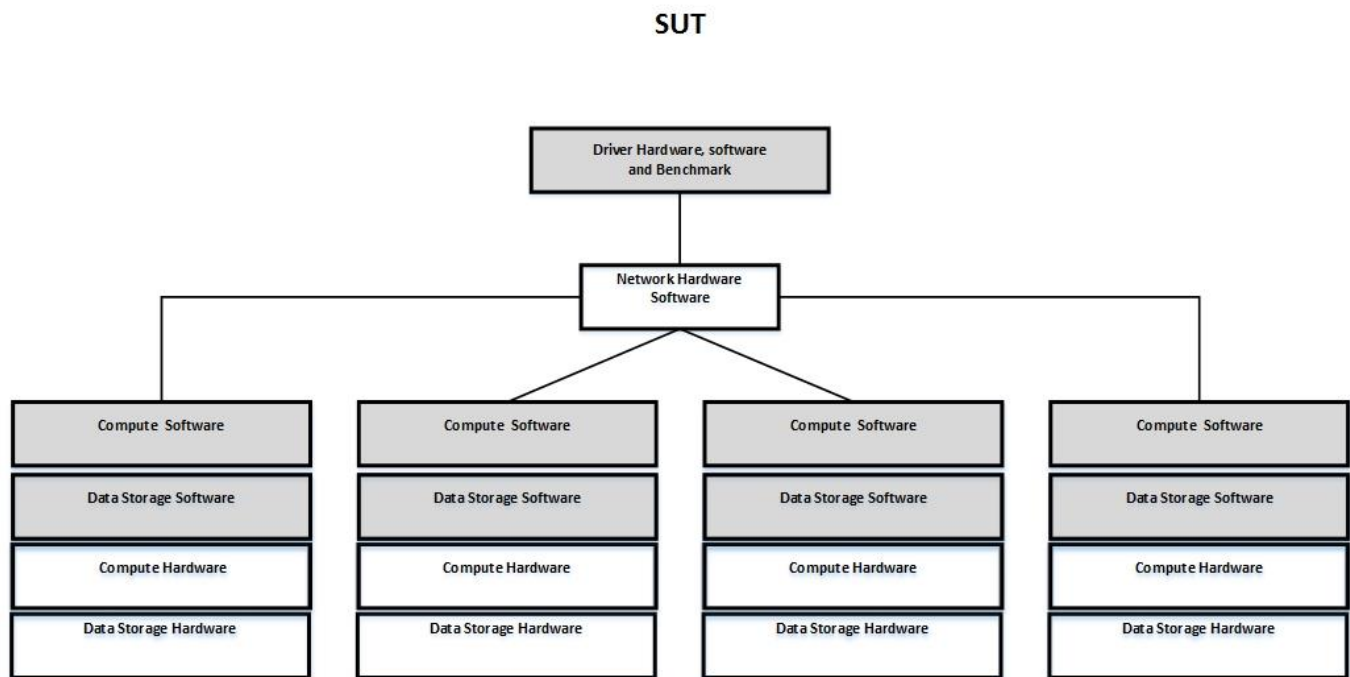 SUT
Driver Hardware, software
and Benchmark
Network Hardware
Software
Compute Software
Compute Software
Compute Software
Compute Software
Data Storage Software
Data Storage Software
Data Storage Software
Data Storage Software
Compute Hardware
Compute Hardware
Compute Hardware
Compute Hardware
Data Storage Hardware
Data Storage Hardware
Data Storage Hardware
Data Storage Hardware